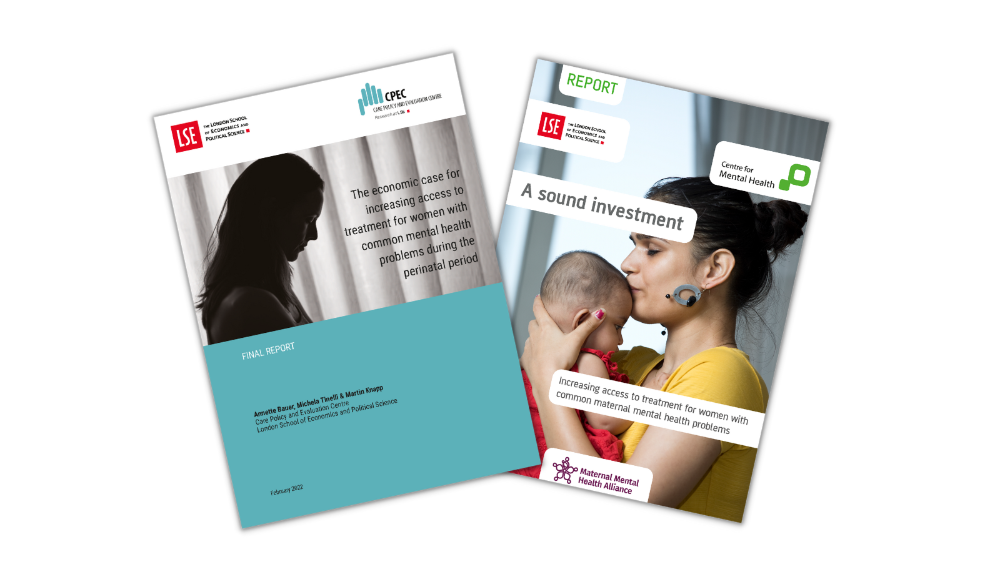 LSE
THE LONDON SCHOOL
OF ECONOMICS AND
POLITICAL SCIENCE
CPEC
CARE POLICY AND EVALUATION CENTRE
Research at LSE
The economic case for
increasing access to
treatment for women with
common mental health
problems during the
perinatal period
FINAL REPORT
Annette Bauer, Michela Tinelli & Martin Knapp
Care Policy and Evaluation Centre
London School of Economics and Political Science
February 2022
REPORT
LSE
THE LONDON SCHOOL
OF ECONOMICS AND
POLITICAL SCIENCE
Centre for
Mental Health
A sound investment
Increasing access to treatment for women with
common maternal mental health problems
Maternal Mental
Health Alliance